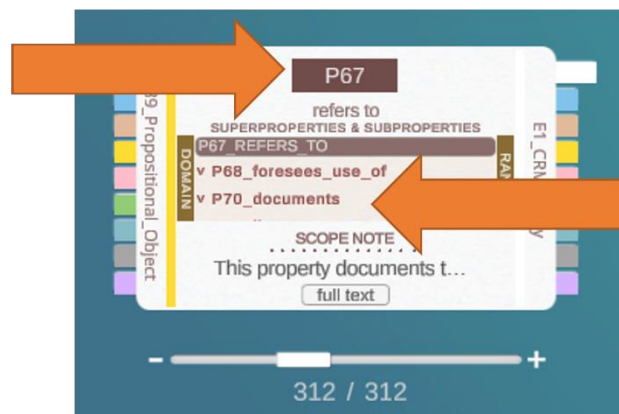 P67
refers to
SUPERPROPERTIES & SUBPROPERTIES
P67_REFERS_TO
v P68_foresees_use_of
v P70_documents
DOMAIN
39_Propositional_Object
E1_CRM
SCOPE NOTE
This property documents t...
full text
- +
312 / 312